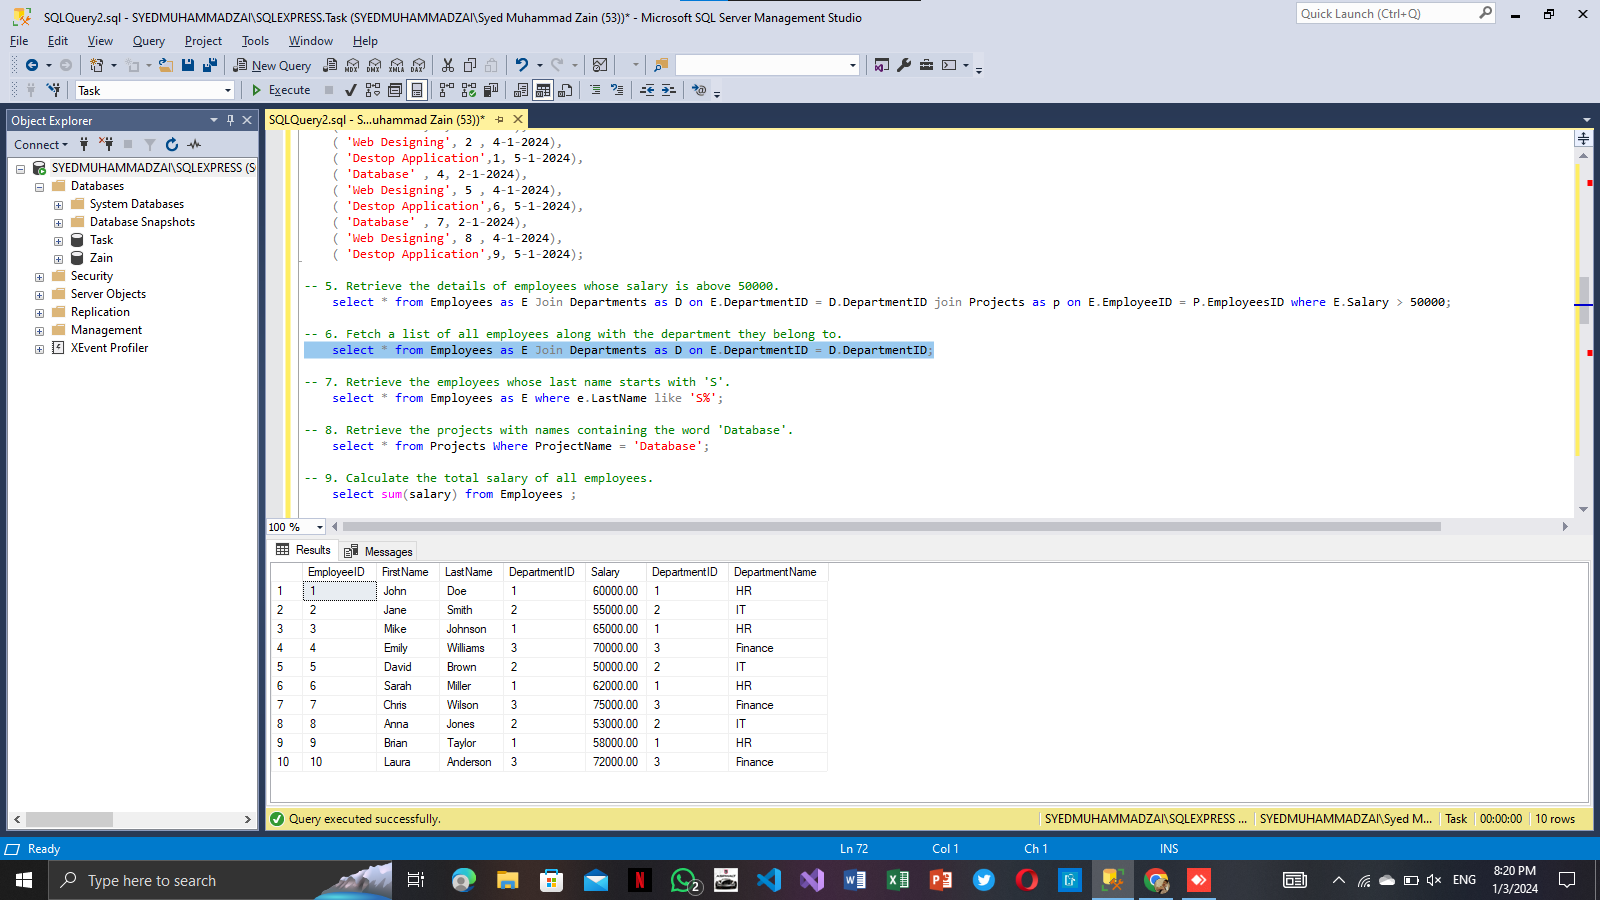 SQLQuery2.sql - SYEDMUHAMMADZAI\SQLEXPRESS.Task (SYEDMUHAMMADZAI\Syed Muhammad Zain (53))* - Microsoft SQL Server Management Studio
Quick Launch (Ctrl+Q)
File Edit View Query Project Tools Window Help
New Query
MDX DMX XMLA DAX
Task
Execute
Object Explorer
SQLQuery2.sql - S...uhammad Zain (53))*
Connect
SYEDMUHAMMADZAI\SQLEXPRESS (S
Databases
System Databases
Database Snapshots
Task
Zain
Security
Server Objects
Replication
Management
XEvent Profiler
( 'Web Designing', 2 , 4-1-2024),
( 'Destop Application',1, 5-1-2024),
( 'Database' , 4, 2-1-2024),
( 'Web Designing', 5 , 4-1-2024),
( 'Destop Application',6, 5-1-2024),
( 'Database' , 7, 2-1-2024),
( 'Web Designing', 8 , 4-1-2024),
( 'Destop Application',9, 5-1-2024);
-- 5. Retrieve the details of employees whose salary is above 50000.
select * from Employees as E Join Departments as D on E.DepartmentID = D.DepartmentID join Projects as p on E.EmployeeID = P.EmployeesID where E.Salary > 50000;
-- 6. Fetch a list of all employees along with the department they belong to.
select * from Employees as E Join Departments as D on E.DepartmentID = D.DepartmentID;
-- 7. Retrieve the employees whose last name starts with 'S'.
select * from Employees as E where e.LastName like 'S%';
-- 8. Retrieve the projects with names containing the word 'Database'.
select * from Projects Where ProjectName = 'Database';
-- 9. Calculate the total salary of all employees.
select sum(salary) from Employees ;
100 %
Results Messages
EmployeeID FirstName LastName DepartmentID Salary DepartmentID DepartmentName
1 1 John Doe 1 60000.00 1 HR
2 2 Jane Smith 2 55000.00 2 IT
3 3 Mike Johnson 1 65000.00 1 HR
4 4 Emily Williams 3 70000.00 3 Finance
5 5 David Brown 2 50000.00 2 IT
6 6 Sarah Miller 1 62000.00 1 HR
7 7 Chris Wilson 3 75000.00 3 Finance
8 8 Anna Jones 2 53000.00 2 IT
9 9 Brian Taylor 1 58000.00 1 HR
10 10 Laura Anderson 3 72000.00 3 Finance
Query executed successfully.
SYEDMUHAMMADZAI\SQLEXPRESS ... SYEDMUHAMMADZAI\Syed M... Task 00:00:00 10 rows
Ready
Ln 72 Col 1 Ch 1 INS
Type here to search
2
ENG
8:20 PM
1/3/2024